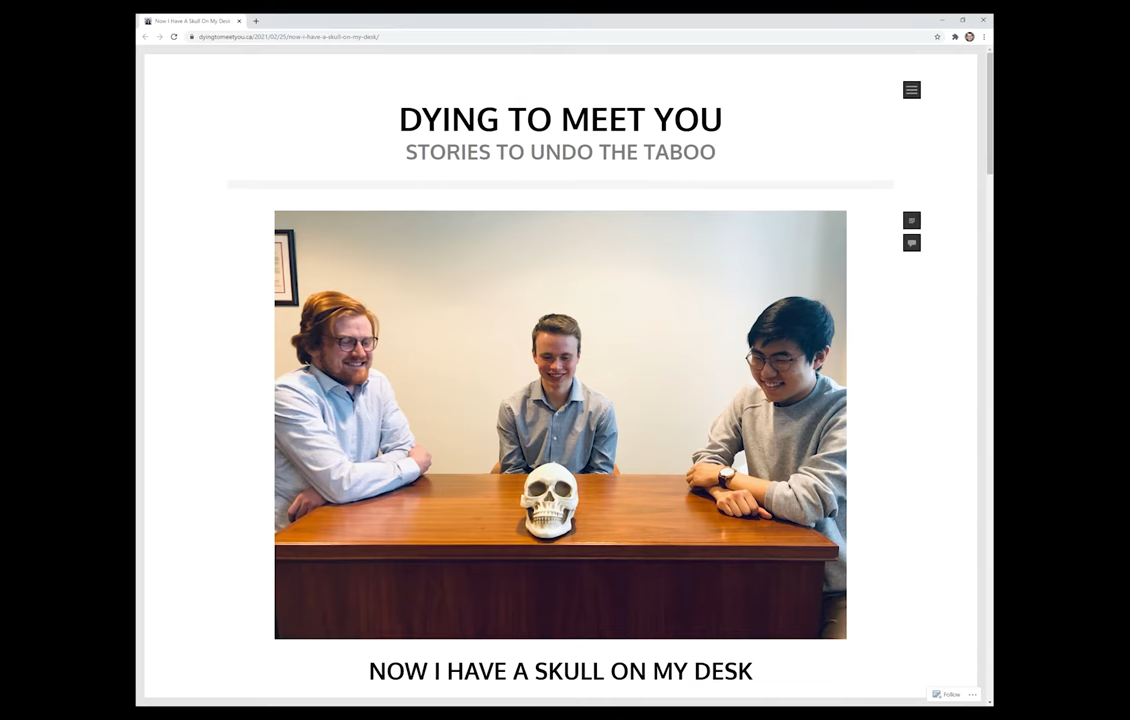 Now I Have A Skull On My Desk
dyingtomeetyou.ca/2021/02/25/now-i-have-a-skull-on-my-desk/
DYING TO MEET YOU
STORIES TO UNDO THE TABOO
NOW I HAVE A SKULL ON MY DESK
Follow